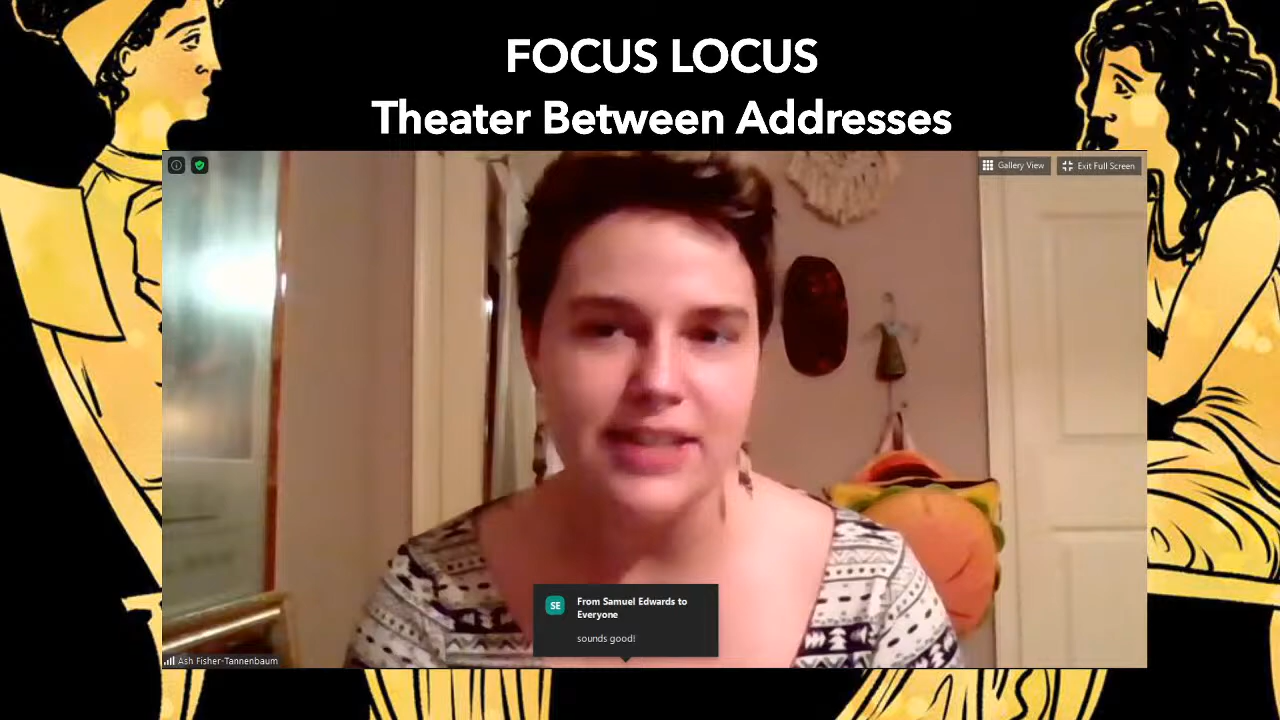 FOCUS LOCUS
Theater Between Addresses
Gallery View
Exit Full Screen
SE
From Samuel Edwards to
Everyone
sounds good!
Ash Fisher-Tannenbaum